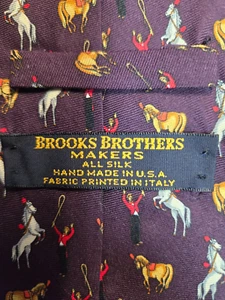 BROOKS BROTHERS
MAKERS
ALL SILK
HAND MADE IN U.S.A.
FABRIC PRINTED IN ITALY